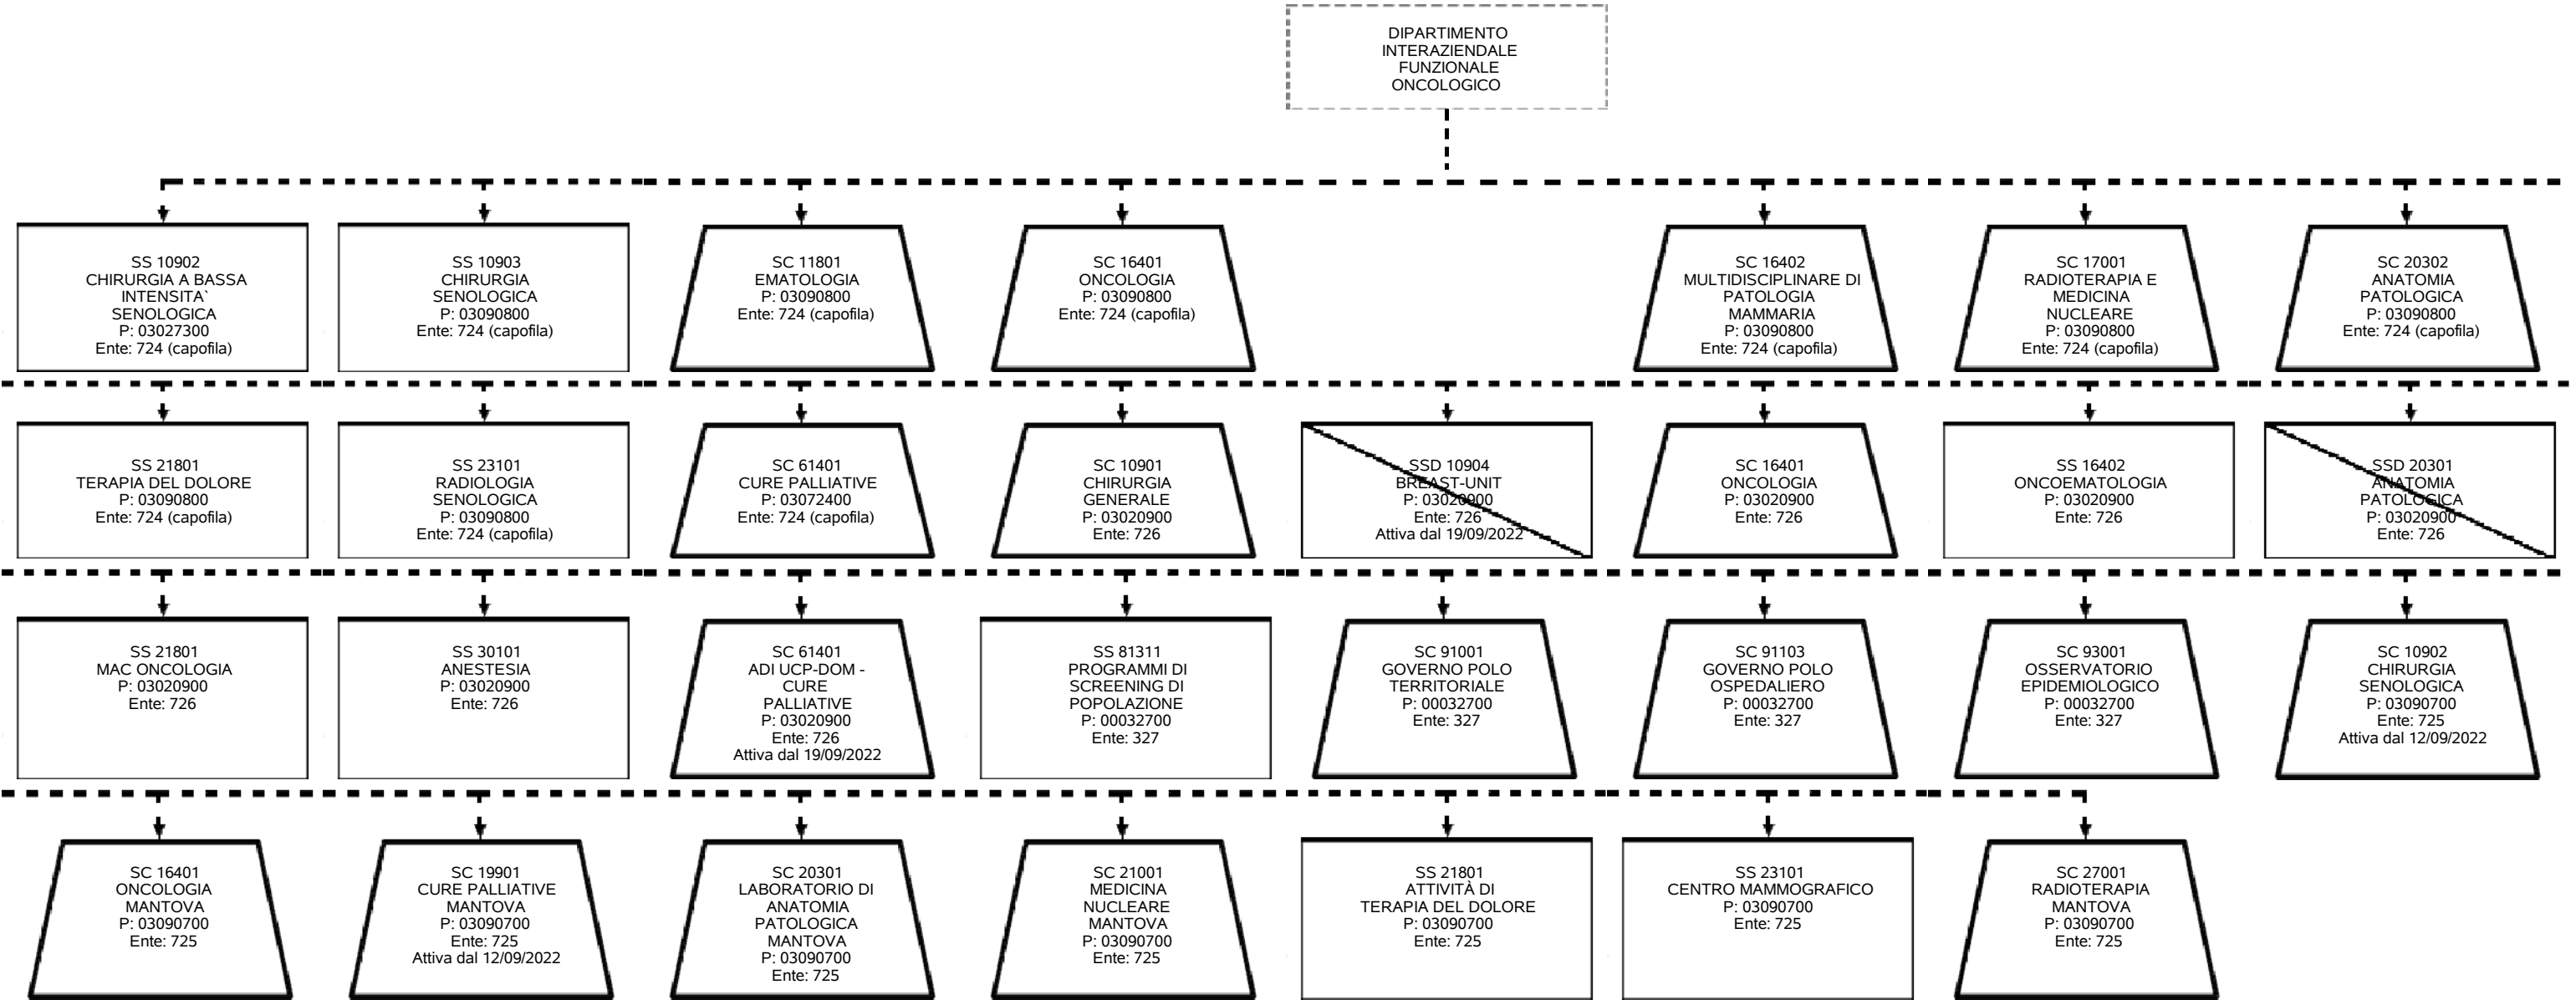 DIPARTIMENTO
INTERAZIENDALE
FUNZIONALE
ONCOLOGICO
SS 10902
CHIRURGIA A BASSA
INTENSITA`
SENOLOGICA
P: 03027300
Ente: 724 (capofila)
SS 10903
CHIRURGIA
SENOLOGICA
P: 03090800
Ente: 724 (capofila)
SC 11801
EMATOLOGIA
P: 03090800
Ente: 724 (capofila)
SC 16401
ONCOLOGIA
P: 03090800
Ente: 724 (capofila)
SC 16402
MULTIDISCIPLINARE DI
PATOLOGIA
MAMMARIA
P: 03090800
Ente: 724 (capofila)
SC 17001
RADIOTERAPIA E
MEDICINA
NUCLEARE
P: 03090800
Ente: 724 (capofila)
SC 20302
ANATOMIA
PATOLOGICA
P: 03090800
Ente: 724 (capofila)
SS 21801
TERAPIA DEL DOLORE
P: 03090800
Ente: 724 (capofila)
SS 23101
RADIOLOGIA
SENOLOGICA
P: 03090800
Ente: 724 (capofila)
SC 61401
CURE PALLIATIVE
P: 03072400
Ente: 724 (capofila)
SC 10901
CHIRURGIA
GENERALE
P: 03020900
Ente: 726
SSD 10904
BREAST-UNIT
P: 03020900
Ente: 726
Attiva dal 19/09/2022
SC 16401
ONCOLOGIA
P: 03020900
Ente: 726
SS 16402
ONCOEMATOLOGIA
P: 03020900
Ente: 726
SSD 20301
ANATOMIA
PATOLOGICA
P: 03020900
Ente: 726
SS 21801
MAC ONCOLOGIA
P: 03020900
Ente: 726
SS 30101
ANESTESIA
P: 03020900
Ente: 726
SC 61401
ADI UCP-DOM -
CURE
PALLIATIVE
P: 03020900
Ente: 726
Attiva dal 19/09/2022
SS 81311
PROGRAMMI DI
SCREENING DI
POPOLAZIONE
P: 00032700
Ente: 327
SC 91001
GOVERNO POLO
TERRITORIALE
P: 00032700
Ente: 327
SC 91103
GOVERNO POLO
OSPEDALIERO
P: 00032700
Ente: 327
SC 93001
OSSERVATORIO
EPIDEMIOLOGICO
P: 00032700
Ente: 327
SC 10902
CHIRURGIA
SENOLOGICA
P: 03090700
Ente: 725
Attiva dal 12/09/2022
SC 16401
ONCOLOGIA
MANTOVA
P: 03090700
Ente: 725
SC 19901
CURE PALLIATIVE
MANTOVA
P: 03090700
Ente: 725
Attiva dal 12/09/2022
SC 20301
LABORATORIO DI
ANATOMIA
PATOLOGICA
MANTOVA
P: 03090700
Ente: 725
SC 21001
MEDICINA
NUCLEARE
MANTOVA
P: 03090700
Ente: 725
SS 21801
ATTIVITÀ DI
TERAPIA DEL DOLORE
P: 03090700
Ente: 725
SS 23101
CENTRO MAMMOGRAFICO
P: 03090700
Ente: 725
SC 27001
RADIOTERAPIA
MANTOVA
P: 03090700
Ente: 725